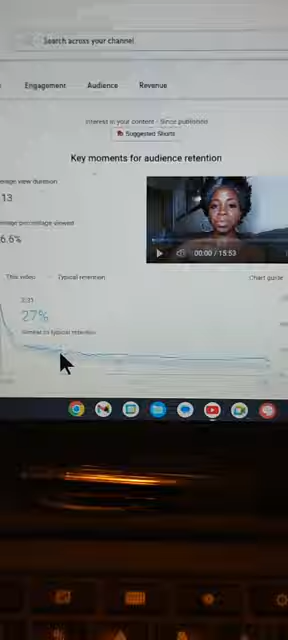 Search across your channel
Engagement Audience Revenue
Interest in your content · Since published
Suggested Shorts
Key moments for audience retention
erage view duration
13
erage percentage viewed
6.6%
00:00 / 15:53
This video Typical retention Chart guide
27%
Similar to typical retention